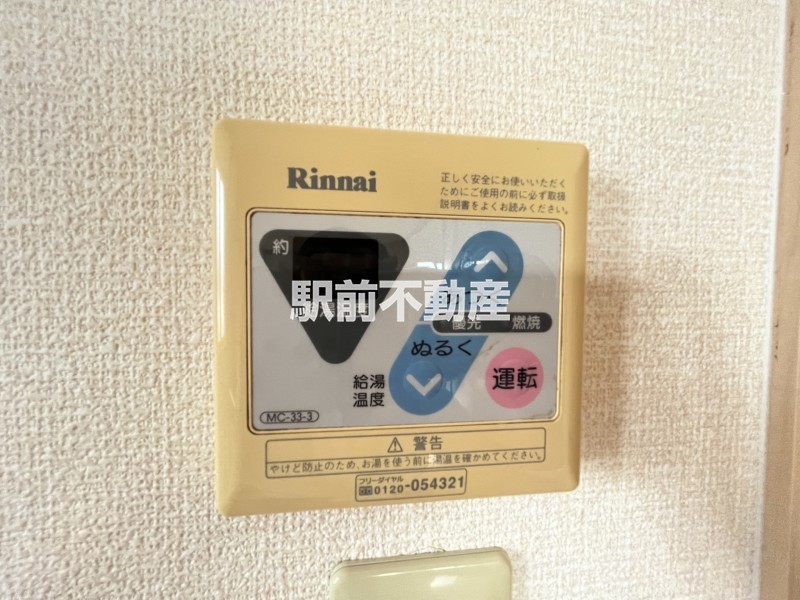 Rinnai
正しく安全にお使いいただく
ためにご使用の前に必ず取扱
説明書をよくお読みください。
約
駅前不動産
優先 燃焼
ぬるく
給湯
温度
運転
MC-33-3
⚠ 警告
やけど防止のため、お湯を使う前に湯温を確かめてください。
フリーダイヤル
0120-054321